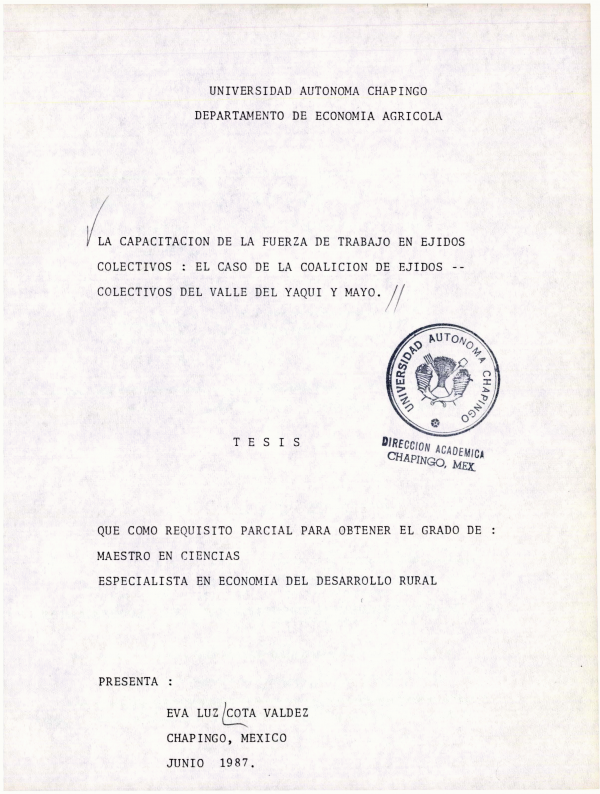 UNIVERSIDAD AUTONOMA CHAPINGO
DEPARTAMENTO DE ECONOMIA AGRICOLA
LA CAPACITACION DE LA FUERZA DE TRABAJO EN EJIDOS
COLECTIVOS : EL CASO DE LA COALICION DE EJIDOS --
COLECTIVOS DEL VALLE DEL YAQUI Y MAYO.
UNIVERSIDAD AUTONOMA CHAPINGO
DIRECCION ACADEMICA
CHAPINGO, MEX.
T E S I S
QUE COMO REQUISITO PARCIAL PARA OBTENER EL GRADO DE :
MAESTRO EN CIENCIAS
ESPECIALISTA EN ECONOMIA DEL DESARROLLO RURAL
PRESENTA :
EVA LUZ COTA VALDEZ
CHAPINGO, MEXICO
JUNIO 1987.